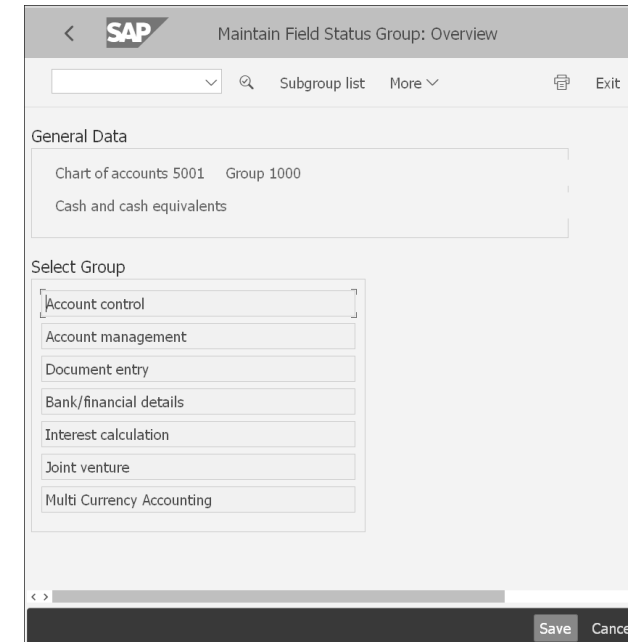 SAP Maintain Field Status Group: Overview
Subgroup list More Exit
General Data
Chart of accounts 5001 Group 1000
Cash and cash equivalents
Select Group
Account control
Account management
Document entry
Bank/financial details
Interest calculation
Joint venture
Multi Currency Accounting
Save Cance